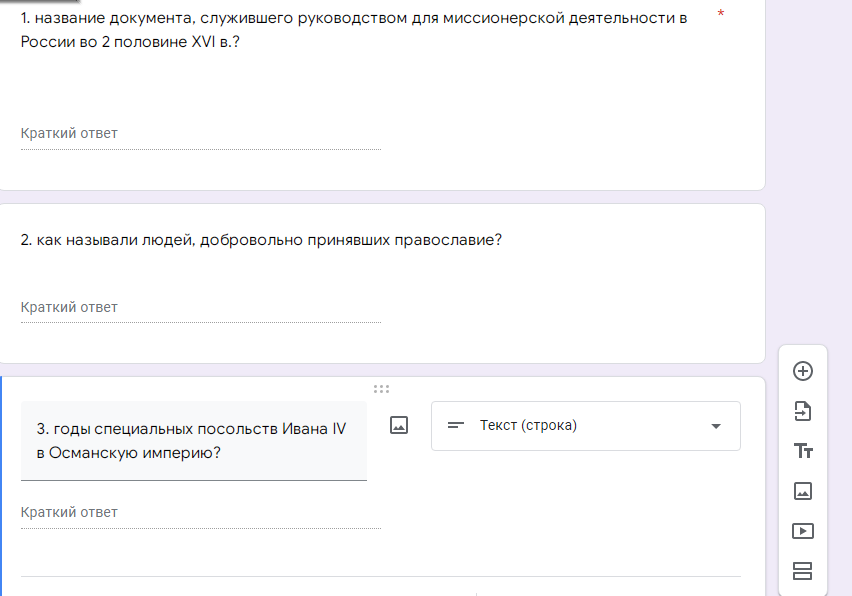 1. название документа, служившего руководством для миссионерской деятельности в *
России во 2 половине XVI в.?
Краткий ответ
2. как называли людей, добровольно принявших православие?
Краткий ответ
3. годы специальных посольств Ивана IV
в Османскую империю?
Текст (строка)
Краткий ответ
Тт